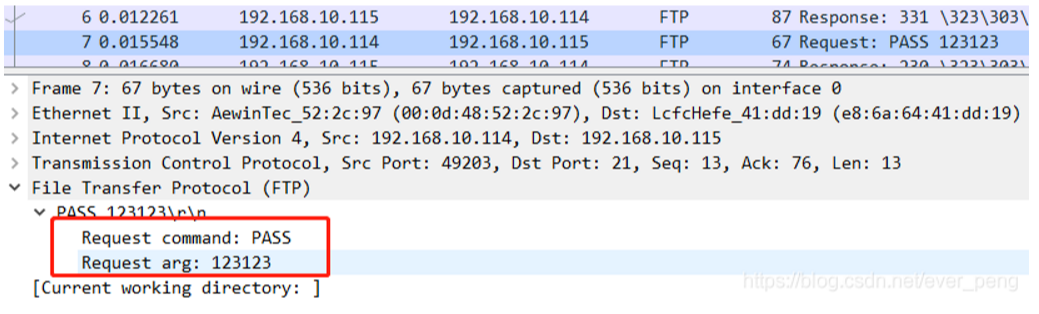 6 0.012261 192.168.10.115 192.168.10.114 FTP 87 Response: 331 \323\303\
7 0.015548 192.168.10.114 192.168.10.115 FTP 67 Request: PASS 123123
8 0.016680 192.168.10.115 192.168.10.114 FTP 74 Response: 230 \323\303\
Frame 7: 67 bytes on wire (536 bits), 67 bytes captured (536 bits) on interface 0
Ethernet II, Src: AewinTec_52:2c:97 (00:0d:48:52:2c:97), Dst: LcfcHefe_41:dd:19 (e8:6a:64:41:dd:19)
Internet Protocol Version 4, Src: 192.168.10.114, Dst: 192.168.10.115
Transmission Control Protocol, Src Port: 49203, Dst Port: 21, Seq: 13, Ack: 76, Len: 13
File Transfer Protocol (FTP)
PASS 123123\r\n
Request command: PASS
Request arg: 123123
[Current working directory: ]
https://blog.csdn.net/ever_peng